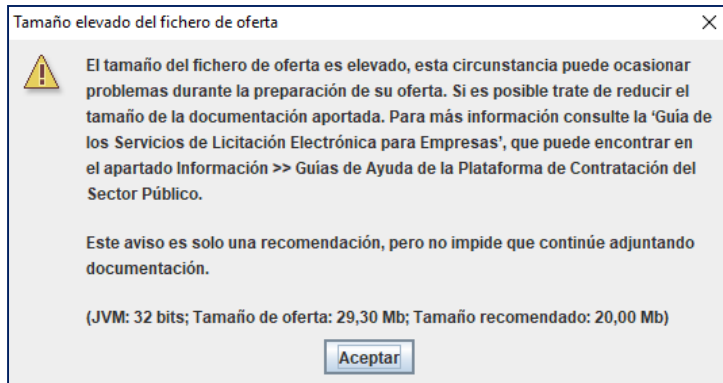 Tamaño elevado del fichero de oferta
El tamaño del fichero de oferta es elevado, esta circunstancia puede ocasionar
problemas durante la preparación de su oferta. Si es posible trate de reducir el
tamaño de la documentación aportada. Para más información consulte la ‘Guía de
los Servicios de Licitación Electrónica para Empresas’, que puede encontrar en
el apartado Información >> Guías de Ayuda de la Plataforma de Contratación del
Sector Público.
Este aviso es solo una recomendación, pero no impide que continúe adjuntando
documentación.
(JVM: 32 bits; Tamaño de oferta: 29,30 Mb; Tamaño recomendado: 20,00 Mb)
Aceptar